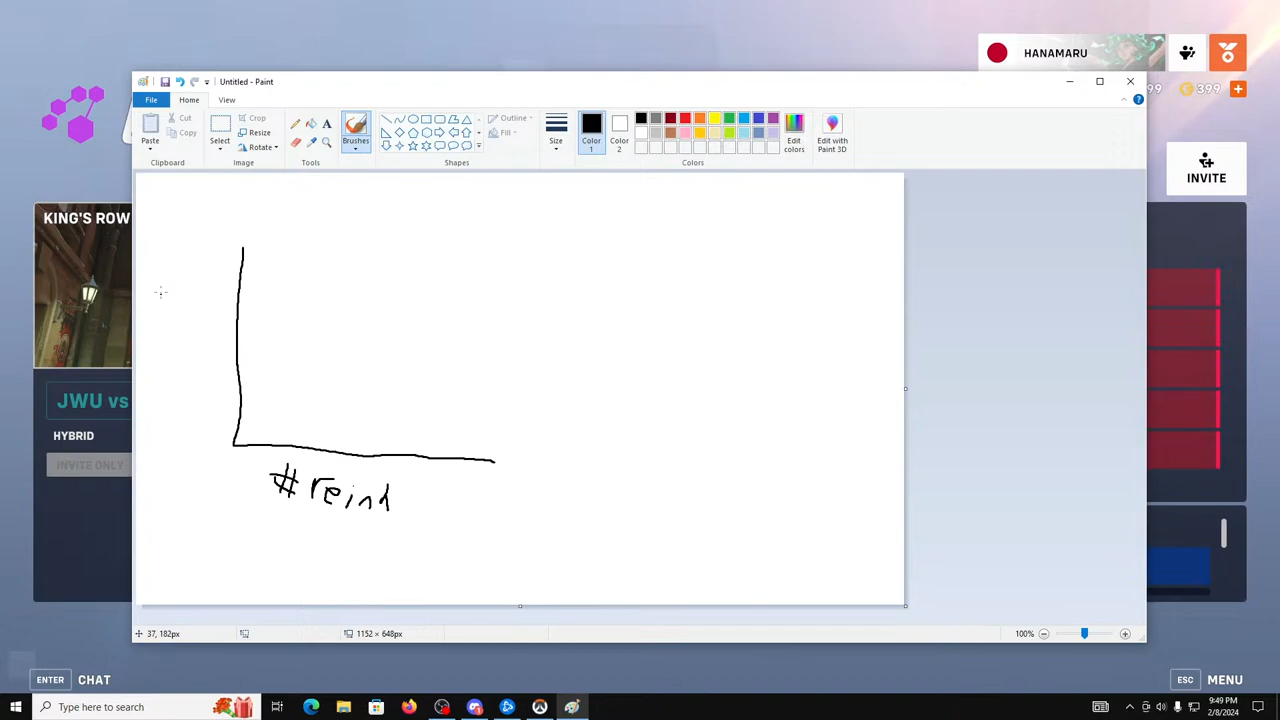 HANAMARU
Untitled - Paint
99 399
File Home View
Cut
Copy
Paste
Crop
Resize
Rotate
Select
Brushes
Outline
Fill
Size
Color 1
Color 2
Edit colors
Edit with Paint 3D
Clipboard Image Tools Shapes Colors
INVITE
KING'S ROW
JWU vs
HYBRID
INVITE ONLY
# reind
37, 182px
1152 × 648px
100%
ENTER CHAT
ESC MENU
Type here to search
9:49 PM
2/8/2024